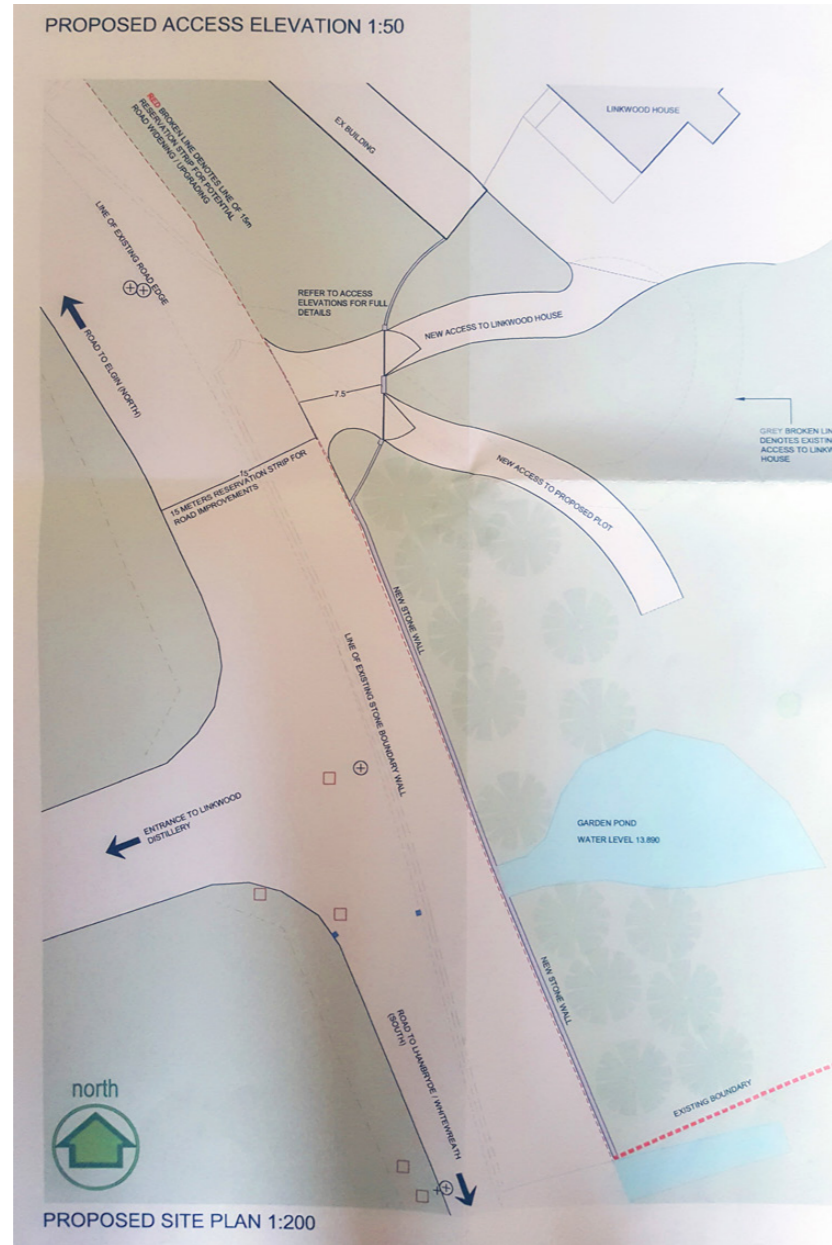 PROPOSED ACCESS ELEVATION 1:50
LINKWOOD HOUSE
EX BUILDING
RED BROKEN LINE DENOTES LINE OF 15m
RESERVATION STRIP FOR POTENTIAL
ROAD WIDENING / UPGRADING
LINE OF EXISTING ROAD EDGE
REFER TO ACCESS
ELEVATIONS FOR FULL
DETAILS
ROAD TO ELGIN (NORTH)
NEW ACCESS TO LINKWOOD HOUSE
7.5
GREY BROKEN LIN
DENOTES EXISTIN
ACCESS TO LINKW
HOUSE
15
15 METERS RESERVATION STRIP FOR
ROAD IMPROVEMENTS
NEW ACCESS TO PROPOSED PLOT
NEW STONE WALL
LINE OF EXISTING STONE BOUNDARY WALL
ENTRANCE TO LINKWOOD
DISTILLERY
GARDEN POND
WATER LEVEL 13.890
NEW STONE WALL
ROAD TO LHANBRYDE / WHITEWREATH
(SOUTH)
EXISTING BOUNDARY
north
PROPOSED SITE PLAN 1:200